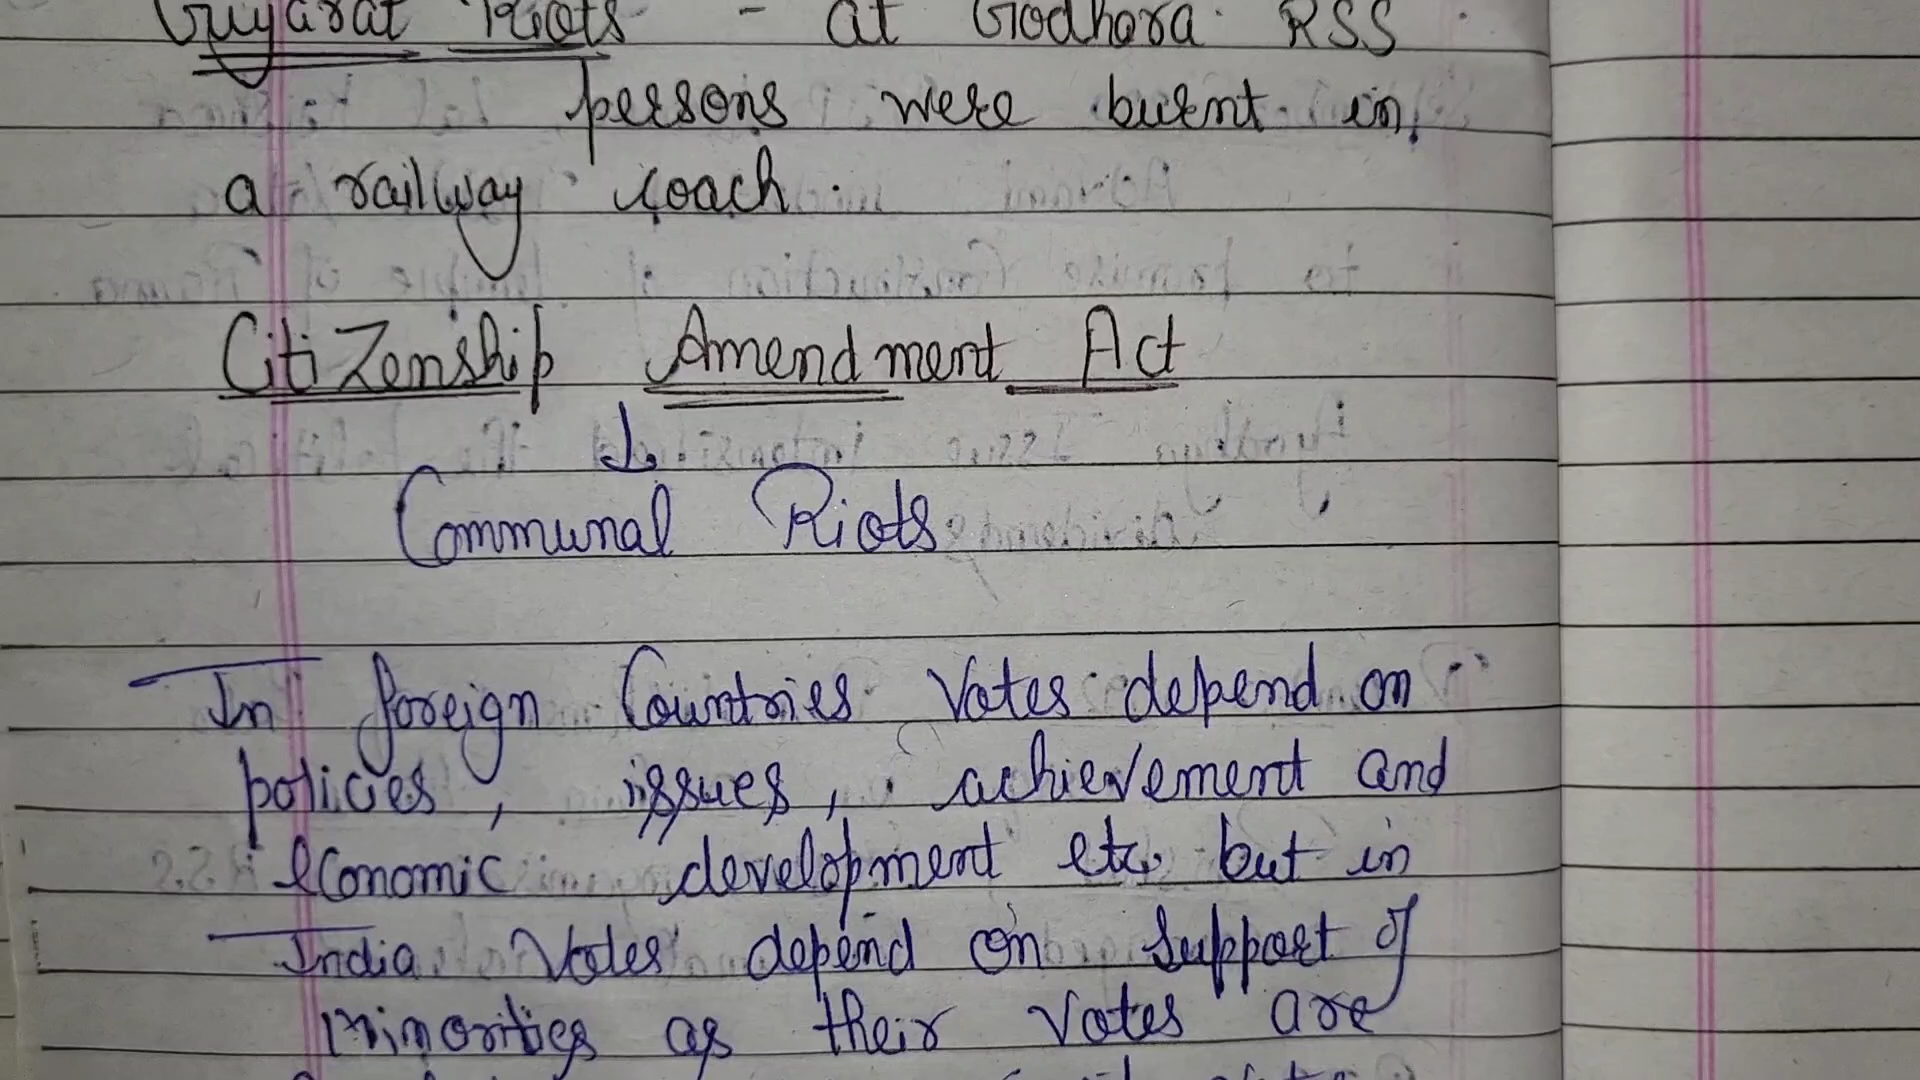 Gujarat Riots - at Godhara RSS
persons were burnt in
a railway coach.
Citizenship Amendment Act
↓
Communal Riots
In foreign Countries Votes depend on
policies, issues, achievement and
economic development etc. but in
India Votes depend on Support of
minorities as their Votes are